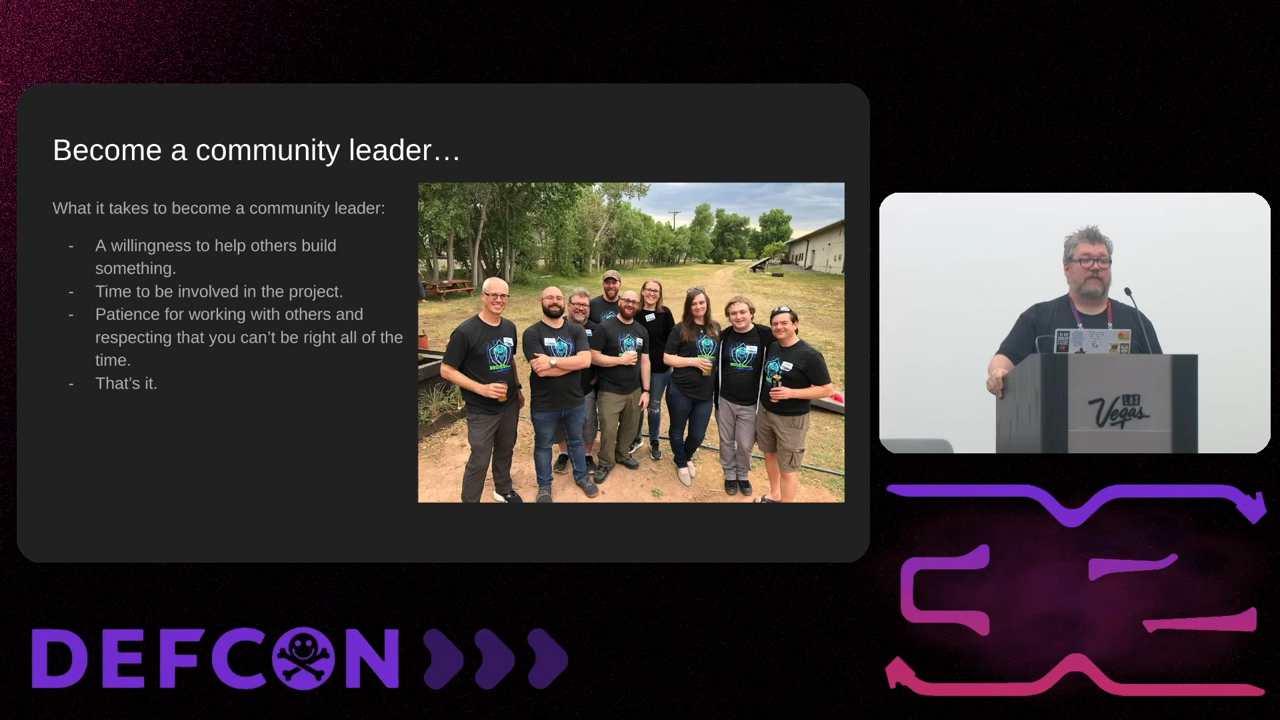 Become a community leader…
What it takes to become a community leader:
- A willingness to help others build
something.
- Time to be involved in the project.
- Patience for working with others and
respecting that you can’t be right all of the
time.
- That’s it.
LAS
Vegas
DEFCON